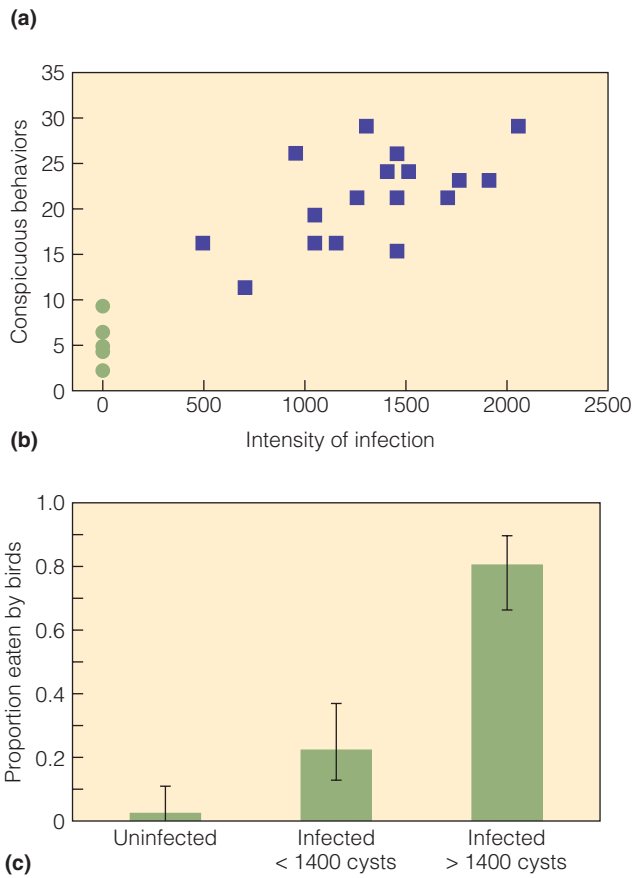 (a)
35
30
25
20
15
10
5
0
Conspicuous behaviors
0 500 1000 1500 2000 2500
(b)
Intensity of infection
1.0
0.8
0.6
0.4
0.2
0
Proportion eaten by birds
Uninfected Infected Infected
< 1400 cysts > 1400 cysts
(c)